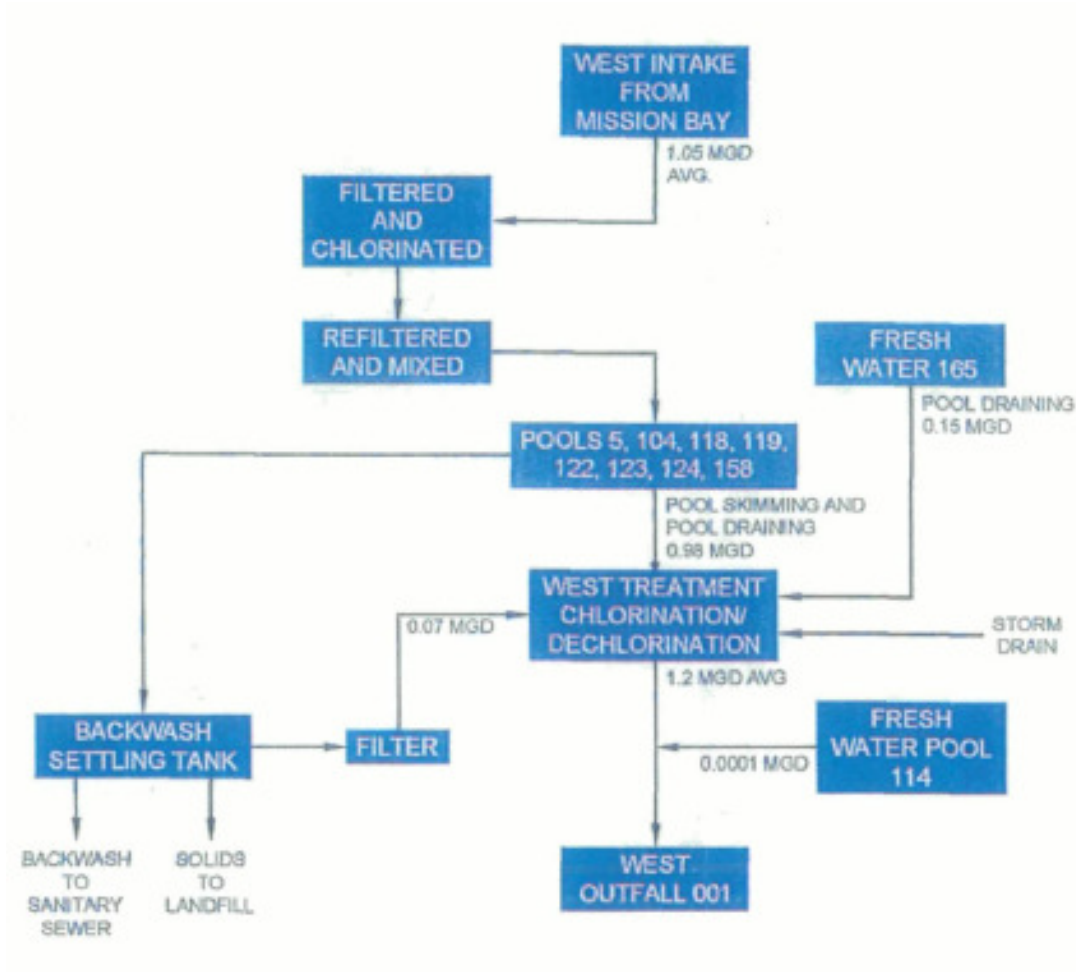 WEST INTAKE
FROM
MISSION BAY
1.05 MGD
AVG.
FILTERED
AND
CHLORINATED
REFILTERED
AND MIXED
FRESH
WATER 165
POOL DRAINING
0.15 MGD
POOLS 5, 104, 118, 119,
122, 123, 124, 158
POOL SKIMMING AND
POOL DRAINING
0.98 MGD
WEST TREATMENT
CHLORINATION/
DECHLORINATION
0.07 MGD
STORM
DRAIN
1.2 MGD AVG
BACKWASH
SETTLING TANK
FILTER
FRESH
WATER POOL
114
0.0001 MGD
BACKWASH
TO
SANITARY
SEWER
SOLIDS
TO
LANDFILL
WEST
OUTFALL 001